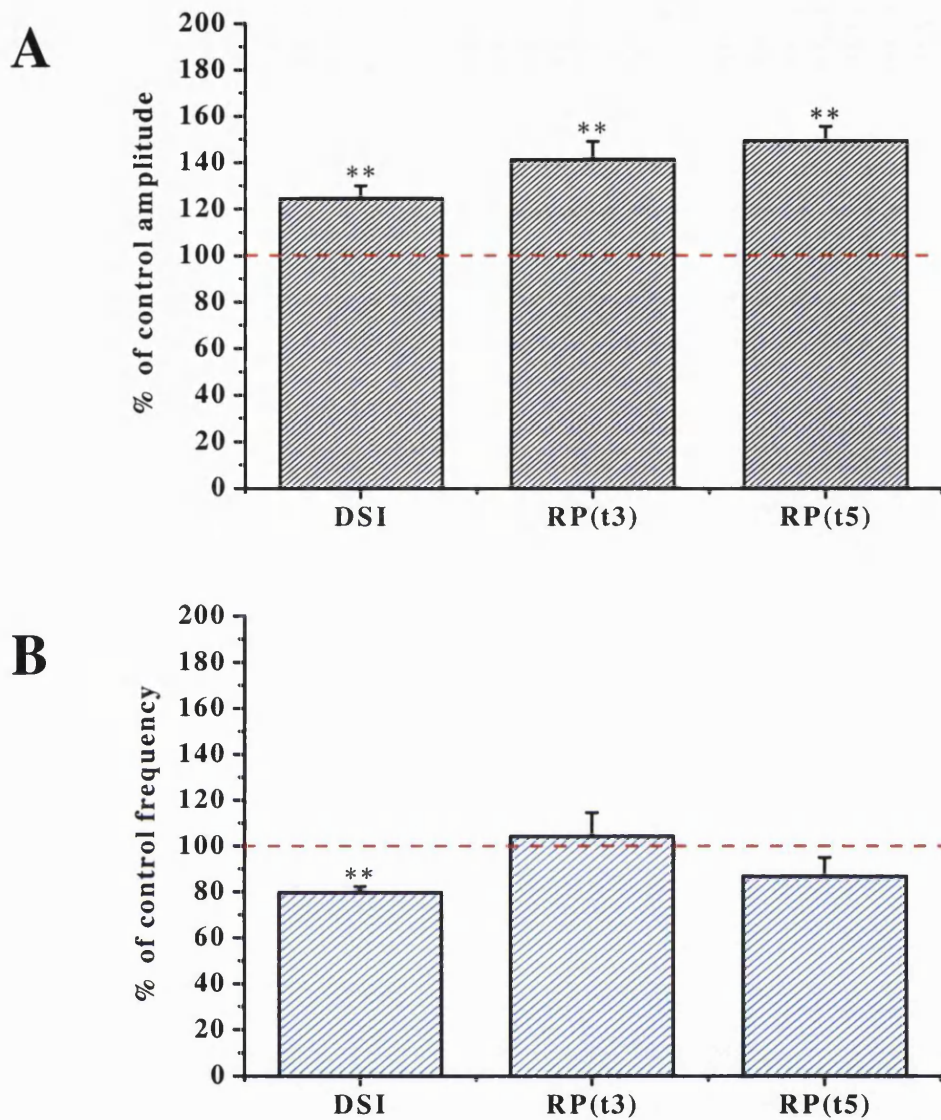 A
% of control amplitude
200
180
160
140
120
100
80
60
40
20
0
**
**
**
DSI
RP(t3)
RP(t5)
B
% of control frequency
200
180
160
140
120
100
80
60
40
20
0
**
DSI
RP(t3)
RP(t5)